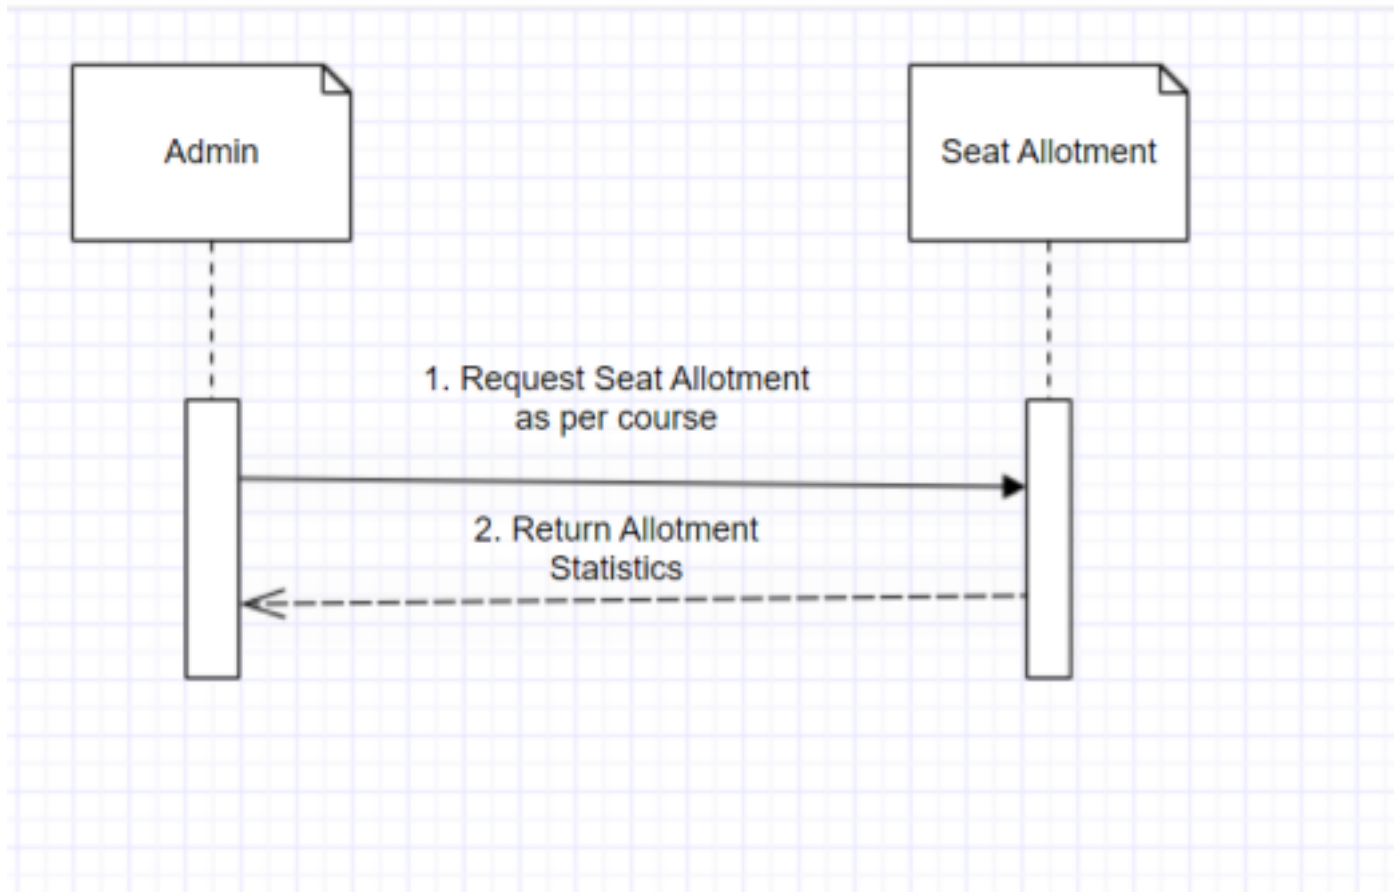 Admin
Seat Allotment
1. Request Seat Allotment
as per course
2. Return Allotment
Statistics